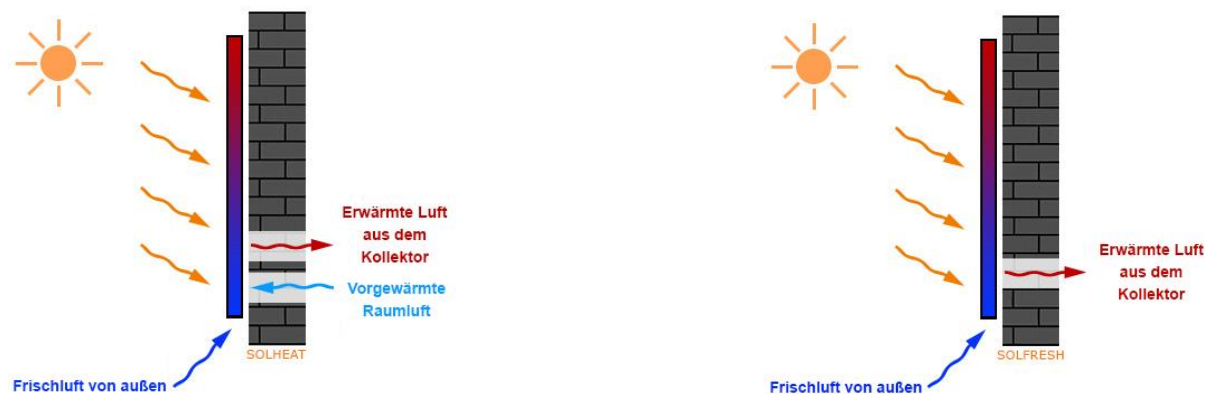 Erwärmte Luft
aus dem
Kollektor
Vorgewärmte
Raumluft
SOLHEAT
Frischluft von außen
Erwärmte Luft
aus dem
Kollektor
SOLFRESH
Frischluft von außen